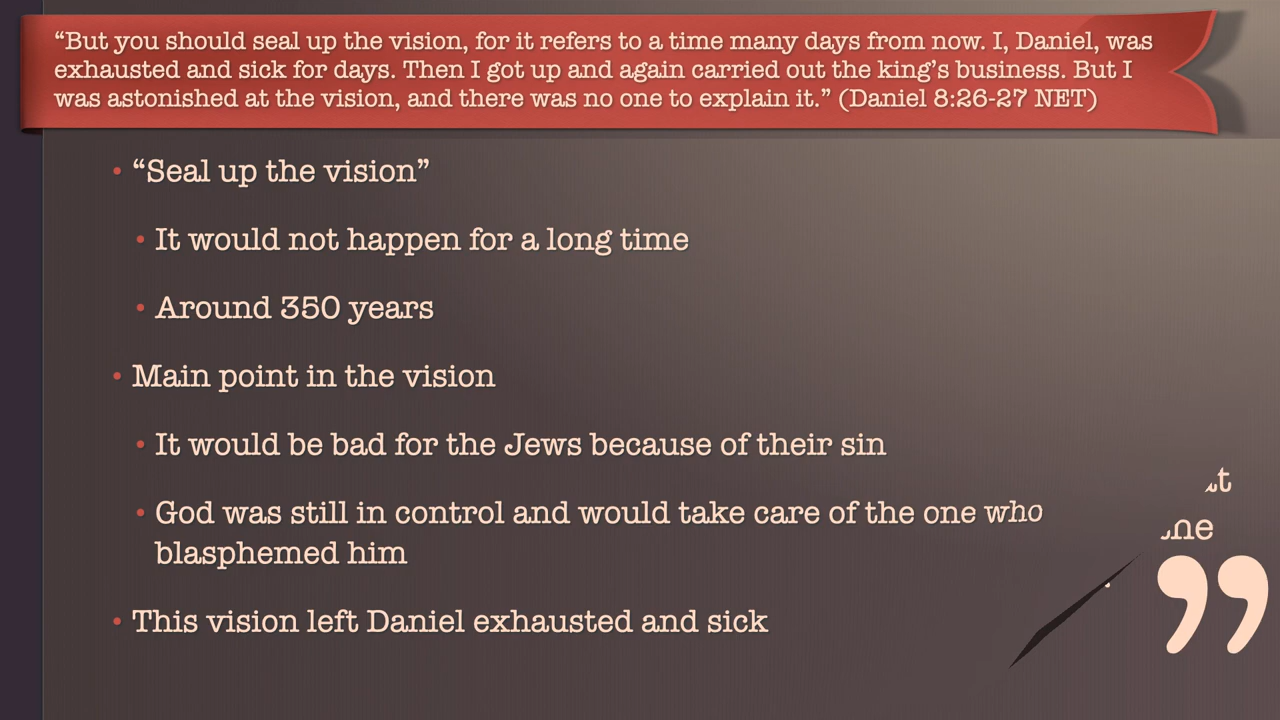 “But you should seal up the vision, for it refers to a time many days from now. I, Daniel, was
exhausted and sick for days. Then I got up and again carried out the king’s business. But I
was astonished at the vision, and there was no one to explain it.” (Daniel 8:26-27 NET)
• “Seal up the vision”
• It would not happen for a long time
• Around 350 years
• Main point in the vision
• It would be bad for the Jews because of their sin
• God was still in control and would take care of the one who
blasphemed him
• This vision left Daniel exhausted and sick
”